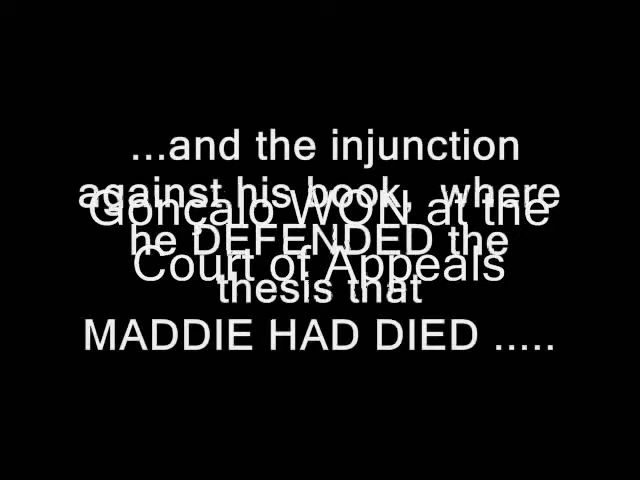 ...and the injunction
against his book,  where
he DEFENDED the
thesis that
MADDIE HAD DIED .....
Gonçalo WON at the
Court of Appeals